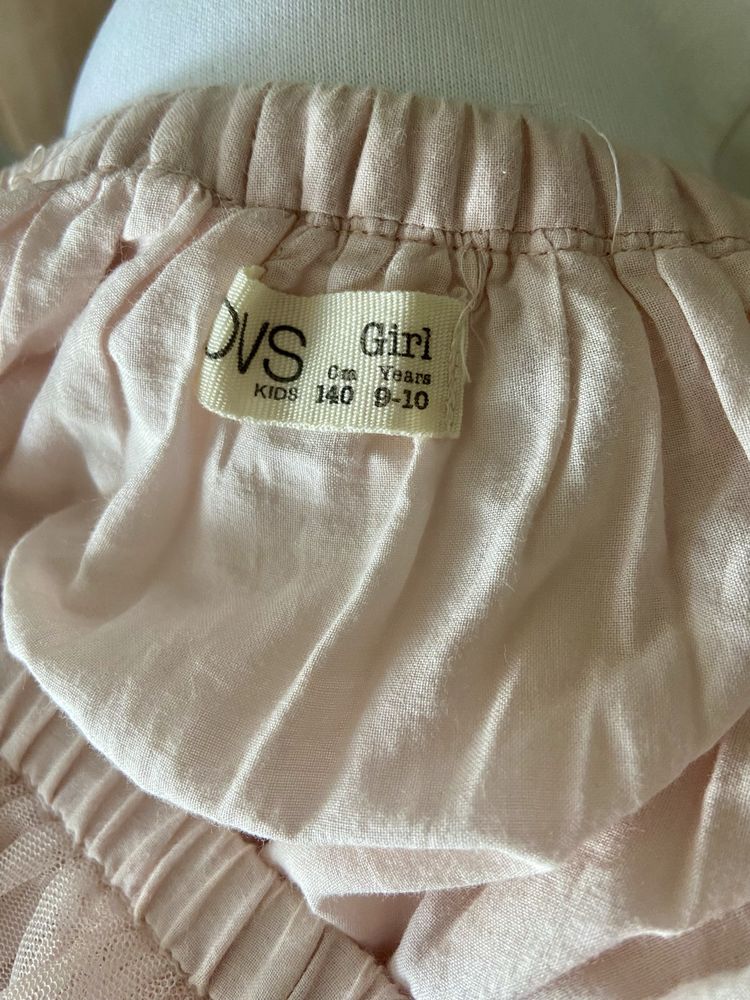 OVS Girl
Cm Years
KIDS 140 9-10